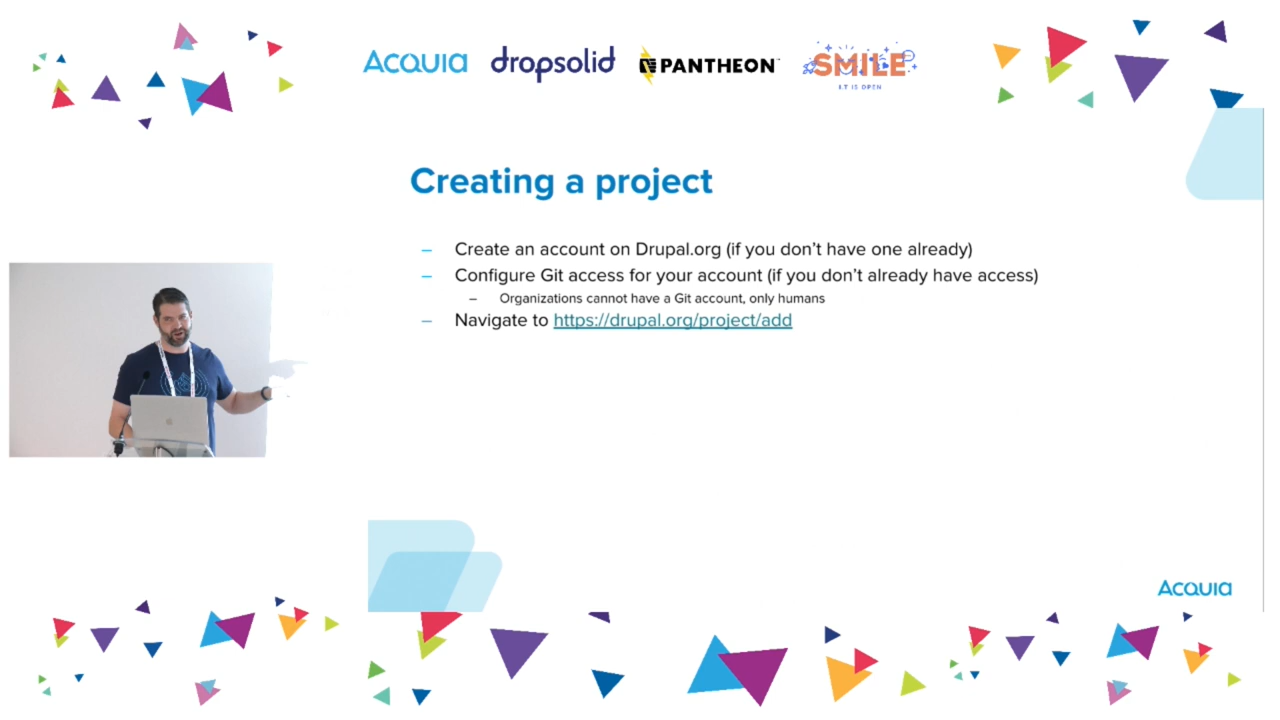 Acquia
dropsolid
PANTHEON
SMILE
I.T IS OPEN
Creating a project
– Create an account on Drupal.org (if you don’t have one already)
– Configure Git access for your account (if you don’t already have access)
– Organizations cannot have a Git account, only humans
– Navigate to https://drupal.org/project/add
Acquia